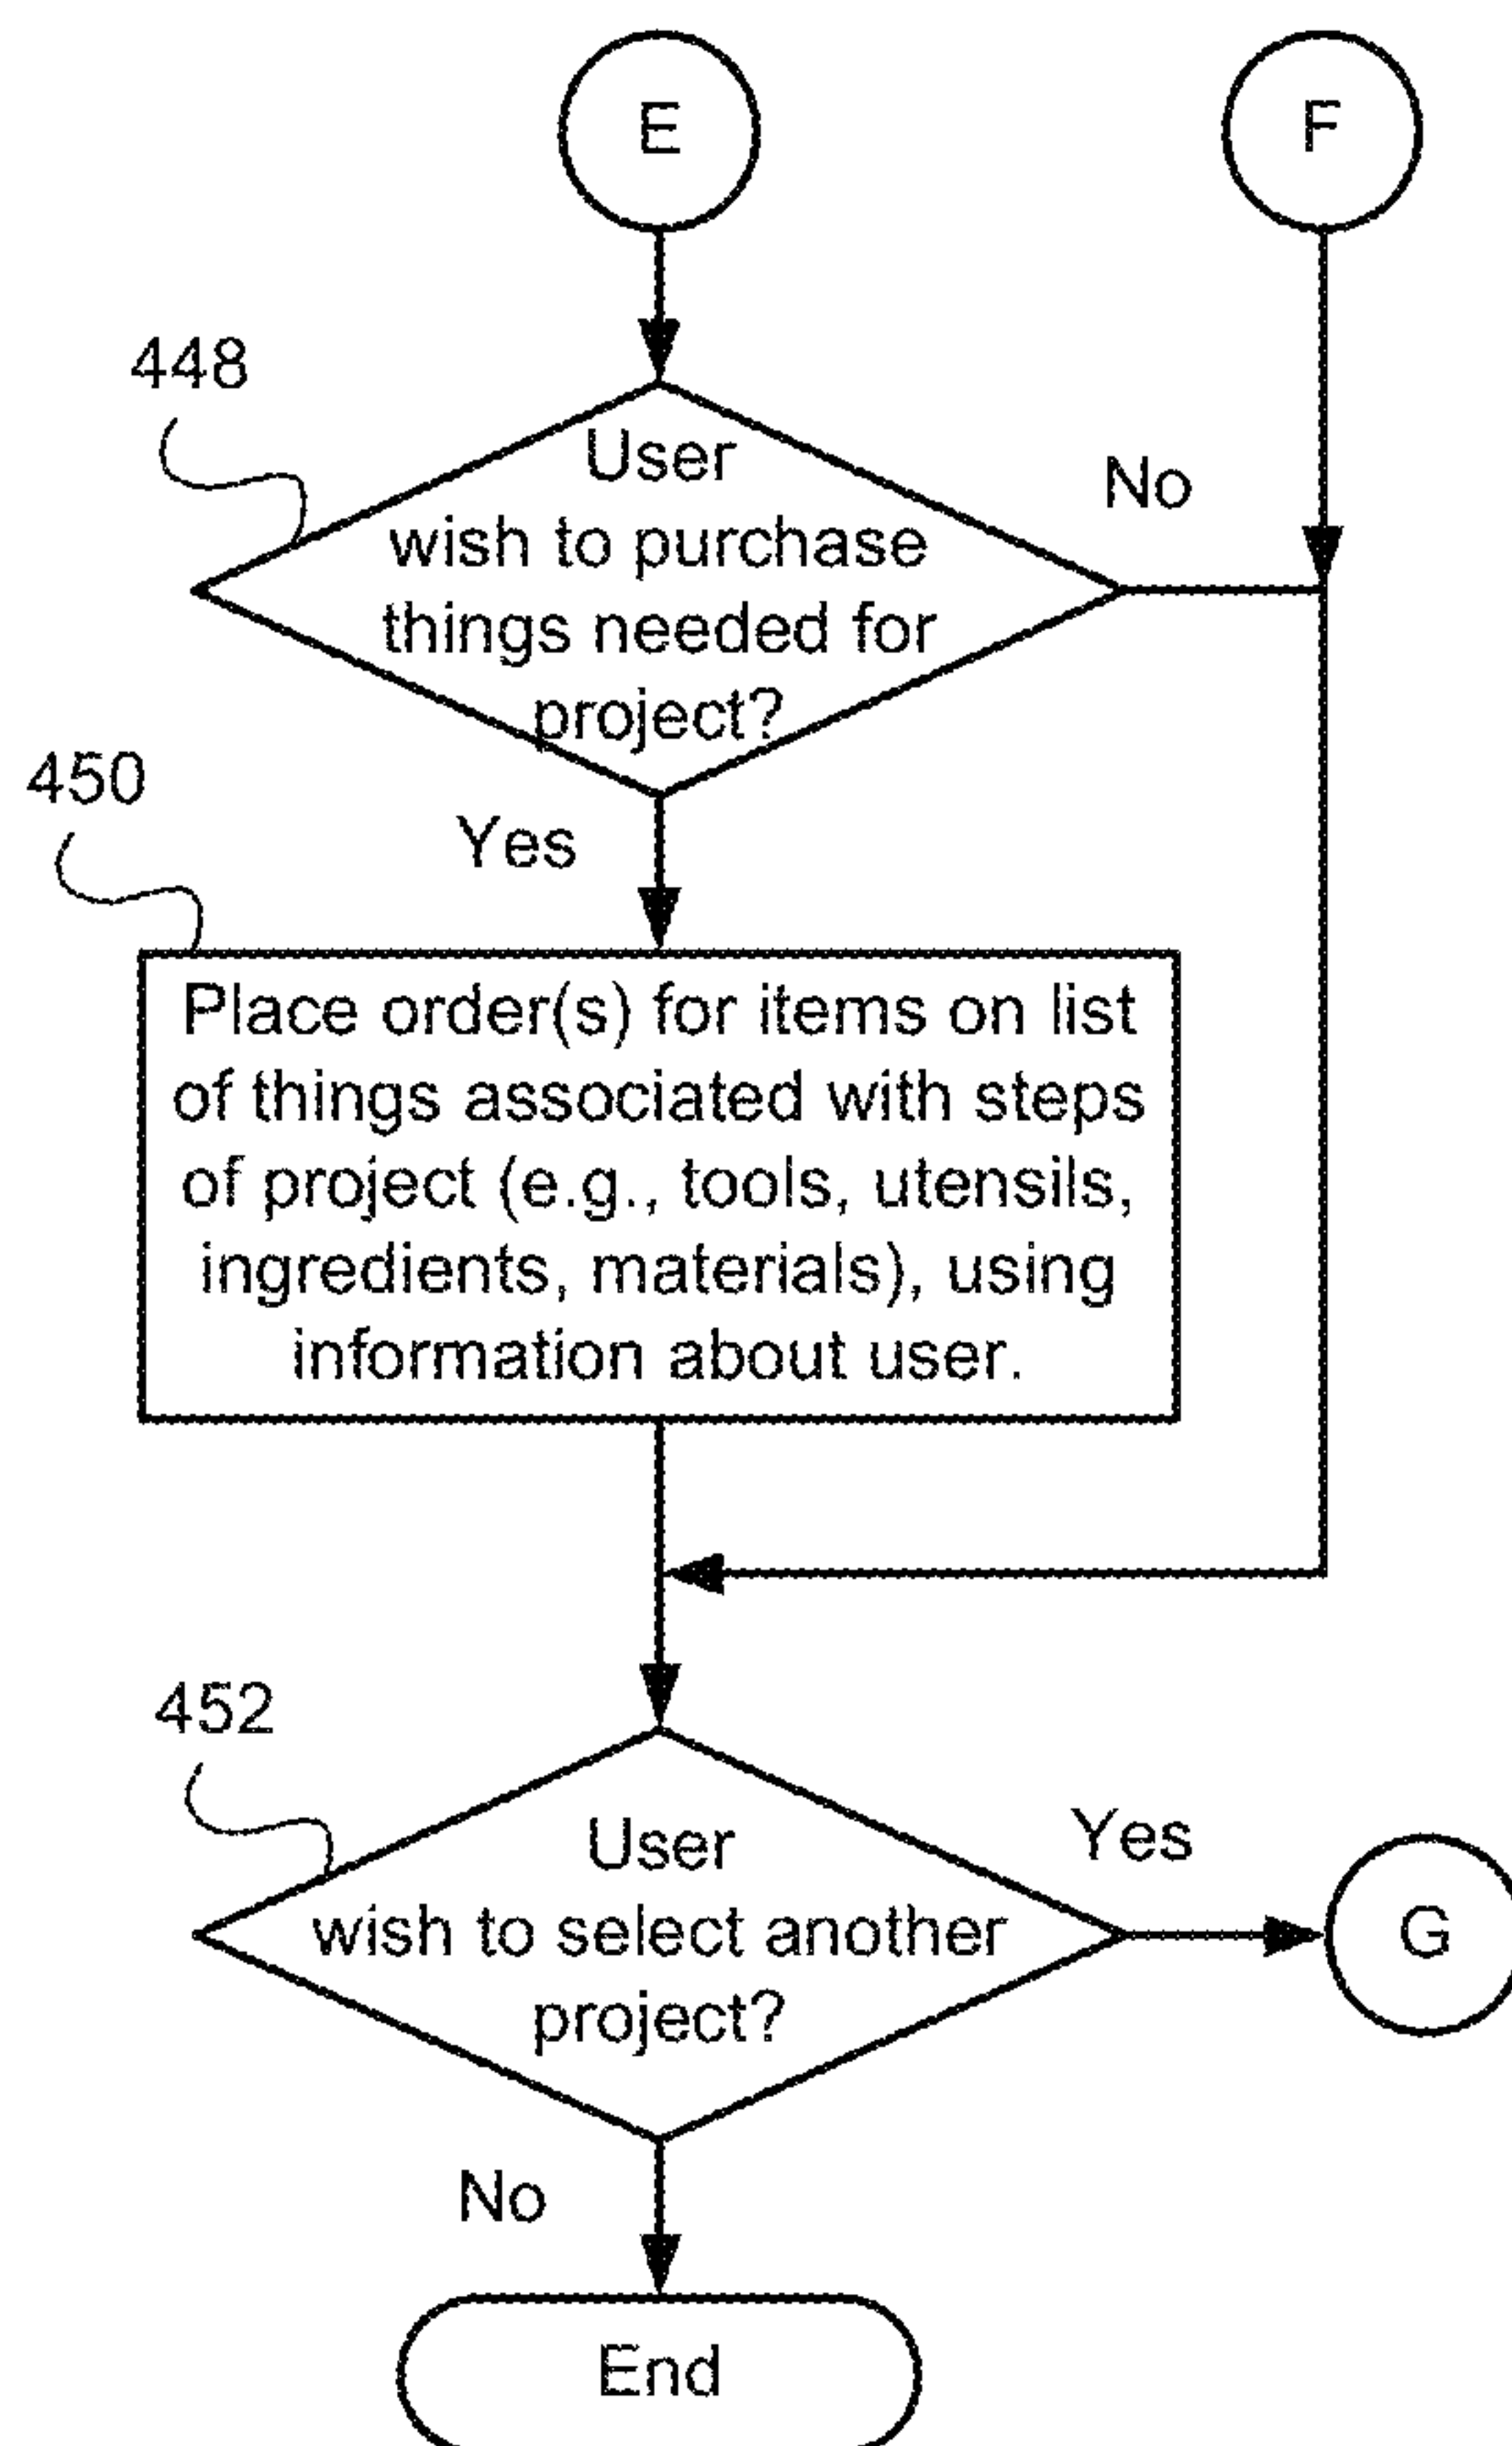 E
F
448
User
wish to purchase
things needed for
project?
No
Yes
450
Place order(s) for items on list
of things associated with steps
of project (e.g., tools, utensils,
ingredients, materials), using
information about user.
452
User
wish to select another
project?
Yes
G
No
End